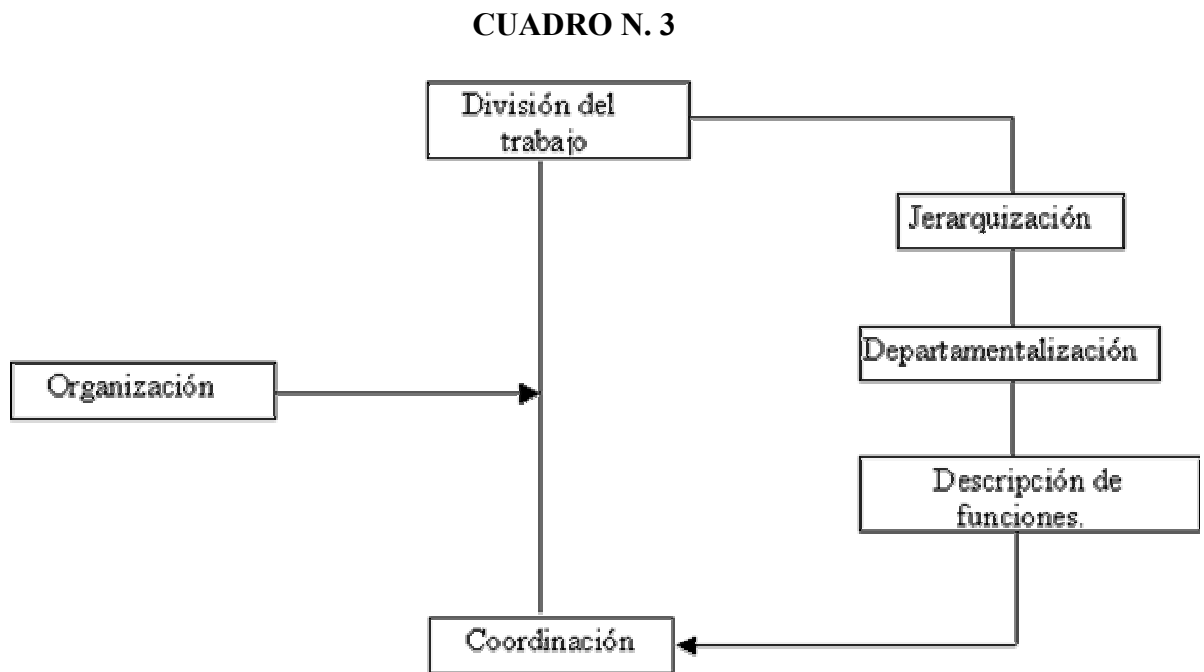 CUADRO N. 3
División del
trabajo
Jerarquización
Departamentalización
Organización
Descripción de
funciones.
Coordinación